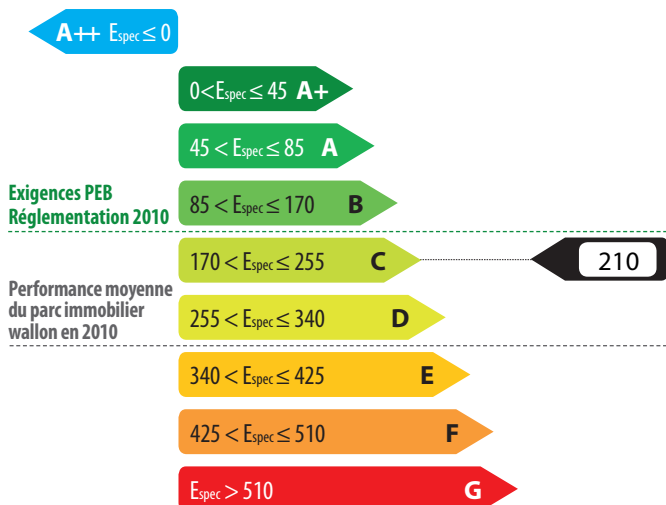 A++ Espec ≤ 0
0 < Espec ≤ 45 A+
45 < Espec ≤ 85 A
Exigences PEB
Réglementation 2010
85 < Espec ≤ 170 B
170 < Espec ≤ 255 C
210
Performance moyenne
du parc immobilier
wallon en 2010
255 < Espec ≤ 340 D
340 < Espec ≤ 425 E
425 < Espec ≤ 510 F
Espec > 510 G